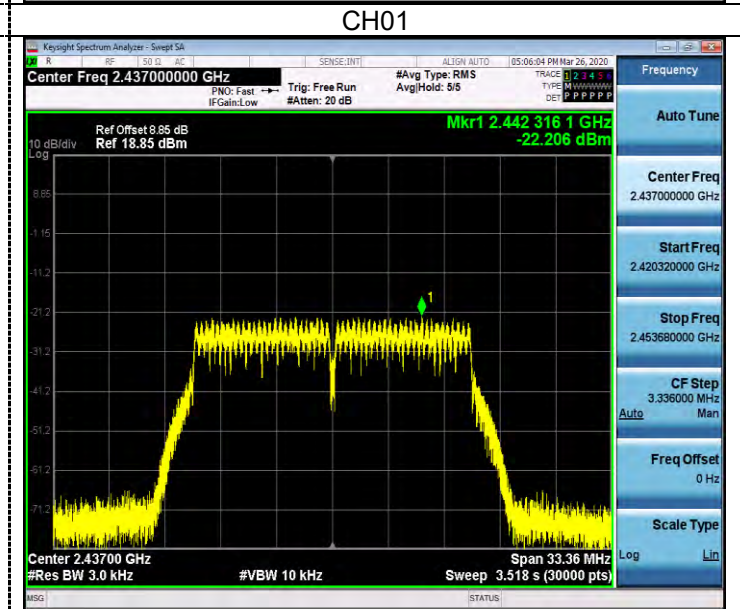 CH01
Keysight Spectrum Analyzer - Swept SA
R RF 50 Ω AC SENSE:INT ALIGN AUTO 05:06:04 PM Mar 26, 2020
Center Freq 2.437000000 GHz #Avg Type: RMS TRACE 1 2 3 4 5 6 Frequency
PNO: Fast Trig: Free Run Avg|Hold: 5/5 TYPE M WWWWW
IFGain:Low #Atten: 20 dB DET P P P P P P
Auto Tune
Mkr1 2.442 316 1 GHz
Ref Offset 8.85 dB
10 dB/div Ref 18.85 dBm -22.206 dBm
Log
Center Freq
2.437000000 GHz
8.85
-1.15
Start Freq
2.420320000 GHz
-11.2
1
-21.2
Stop Freq
2.453680000 GHz
-31.2
CF Step
3.336000 MHz
Auto Man
-41.2
-51.2
Freq Offset
0 Hz
-61.2
-71.2
Scale Type
Log Lin
Center 2.43700 GHz Span 33.36 MHz
#Res BW 3.0 kHz #VBW 10 kHz Sweep 3.518 s (30000 pts)
MSG STATUS